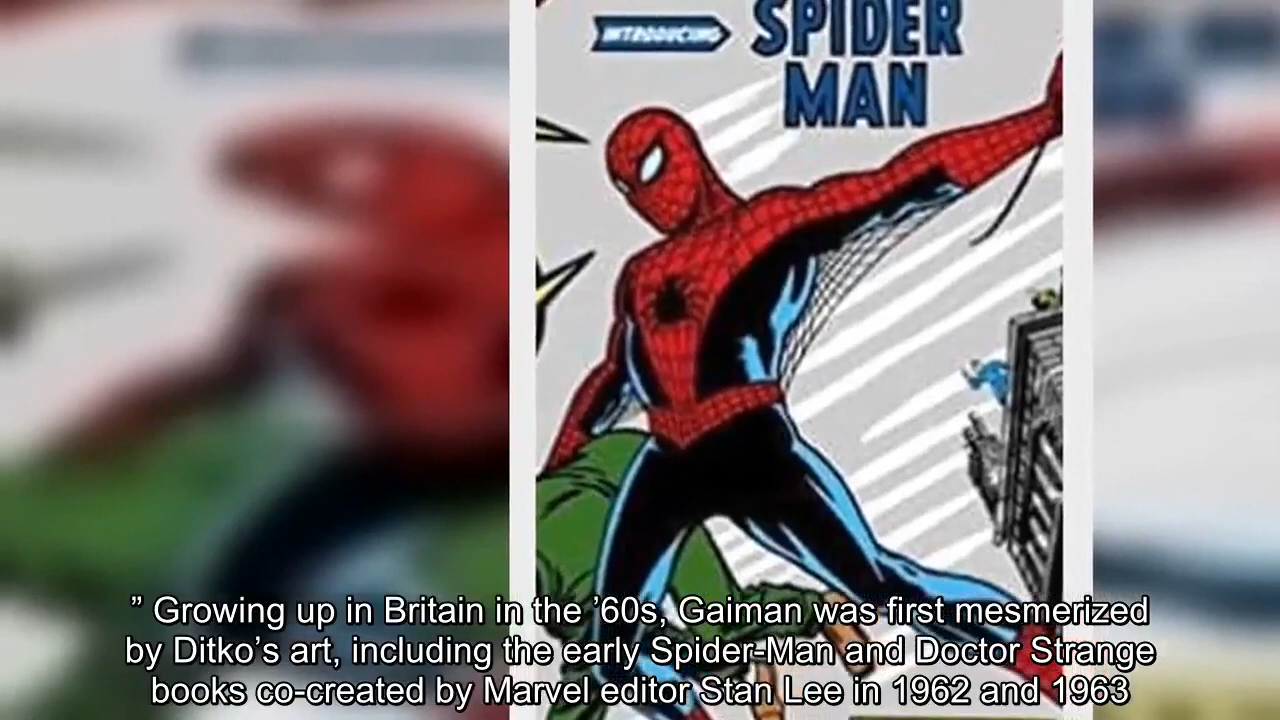 INTRODUCING
SPIDER
MAN
” Growing up in Britain in the ’60s, Gaiman was first mesmerized
by Ditko’s art, including the early Spider-Man and Doctor Strange
books co-created by Marvel editor Stan Lee in 1962 and 1963